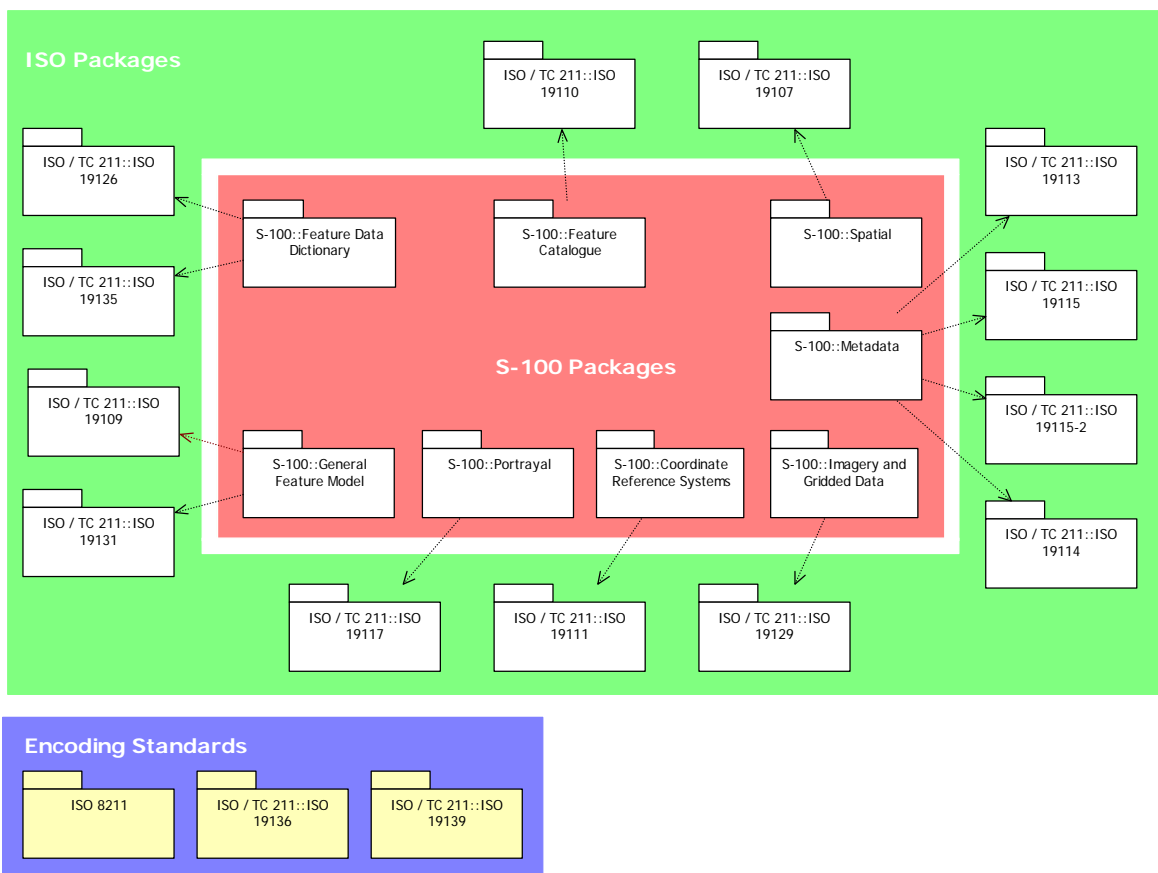 ISO Packages
ISO / TC 211::ISO
19110
ISO / TC 211::ISO
19107
ISO / TC 211::ISO
19126
ISO / TC 211::ISO
19113
S-100::Feature Data
Dictionary
S-100::Feature
Catalogue
S-100::Spatial
ISO / TC 211::ISO
19135
ISO / TC 211::ISO
19115
S-100::Metadata
S-100 Packages
ISO / TC 211::ISO
19109
ISO / TC 211::ISO
19115-2
S-100::General
Feature Model
S-100::Portrayal
S-100::Coordinate
Reference Systems
S-100::Imagery and
Gridded Data
ISO / TC 211::ISO
19131
ISO / TC 211::ISO
19114
ISO / TC 211::ISO
19117
ISO / TC 211::ISO
19111
ISO / TC 211::ISO
19129
Encoding Standards
ISO 8211
ISO / TC 211::ISO
19136
ISO / TC 211::ISO
19139